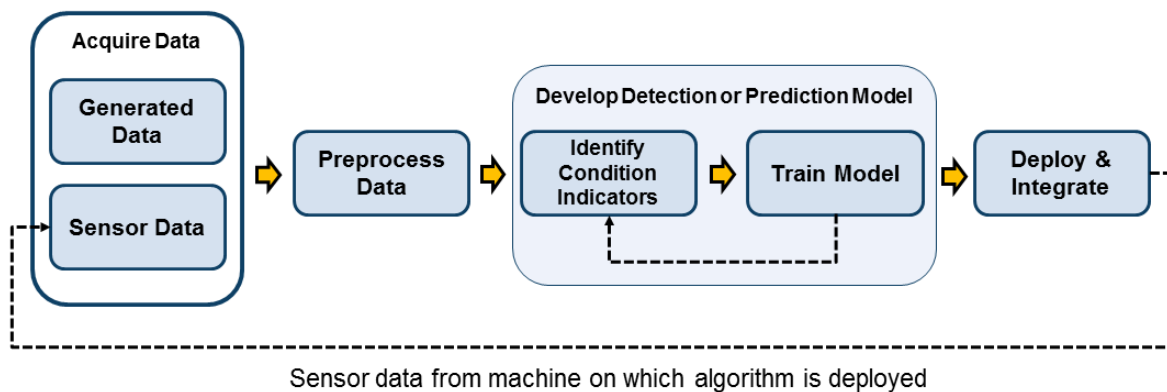 Acquire Data
Generated
Data
Sensor Data
Preprocess
Data
Develop Detection or Prediction Model
Identify
Condition
Indicators
Train Model
Deploy &
Integrate
Sensor data from machine on which algorithm is deployed